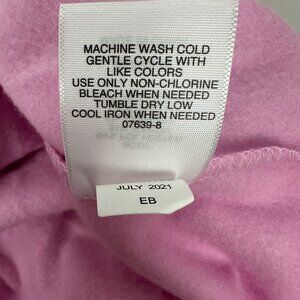 MACHINE WASH COLD
GENTLE CYCLE WITH
LIKE COLORS
USE ONLY NON-CHLORINE
BLEACH WHEN NEEDED
TUMBLE DRY LOW
COOL IRON WHEN NEEDED
07639-8
JULY 2021
EB